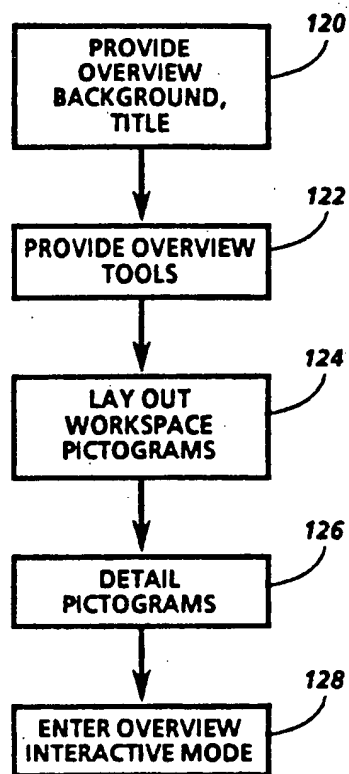 120
PROVIDE
OVERVIEW
BACKGROUND,
TITLE
122
PROVIDE OVERVIEW
TOOLS
124
LAY OUT
WORKSPACE
PICTOGRAMS
126
DETAIL
PICTOGRAMS
128
ENTER OVERVIEW
INTERACTIVE MODE